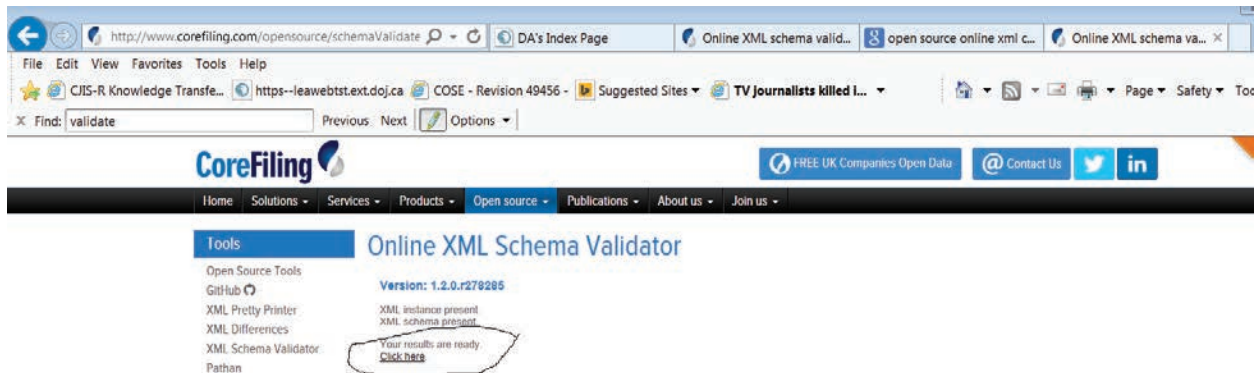 http://www.corefiling.com/opensource/schemaValidate
DA's Index Page
Online XML schema valid...
open source online xml c...
Online XML schema va...
File Edit View Favorites Tools Help
CJIS-R Knowledge Transfe... https--leawebtst.ext.doj.ca COSE - Revision 49456 - Suggested Sites TV journalists killed i... Page Safety Too
x Find: validate Previous Next Options
CoreFiling
FREE UK Companies Open Data @ Contact Us in
Home Solutions Services Products Open source Publications About us Join us
Tools
Open Source Tools
GitHub
XML Pretty Printer
XML Differences
XML Schema Validator
Pathan
Online XML Schema Validator
Version: 1.2.0.r278285
XML instance present
XML schema present
Your results are ready.
Click here